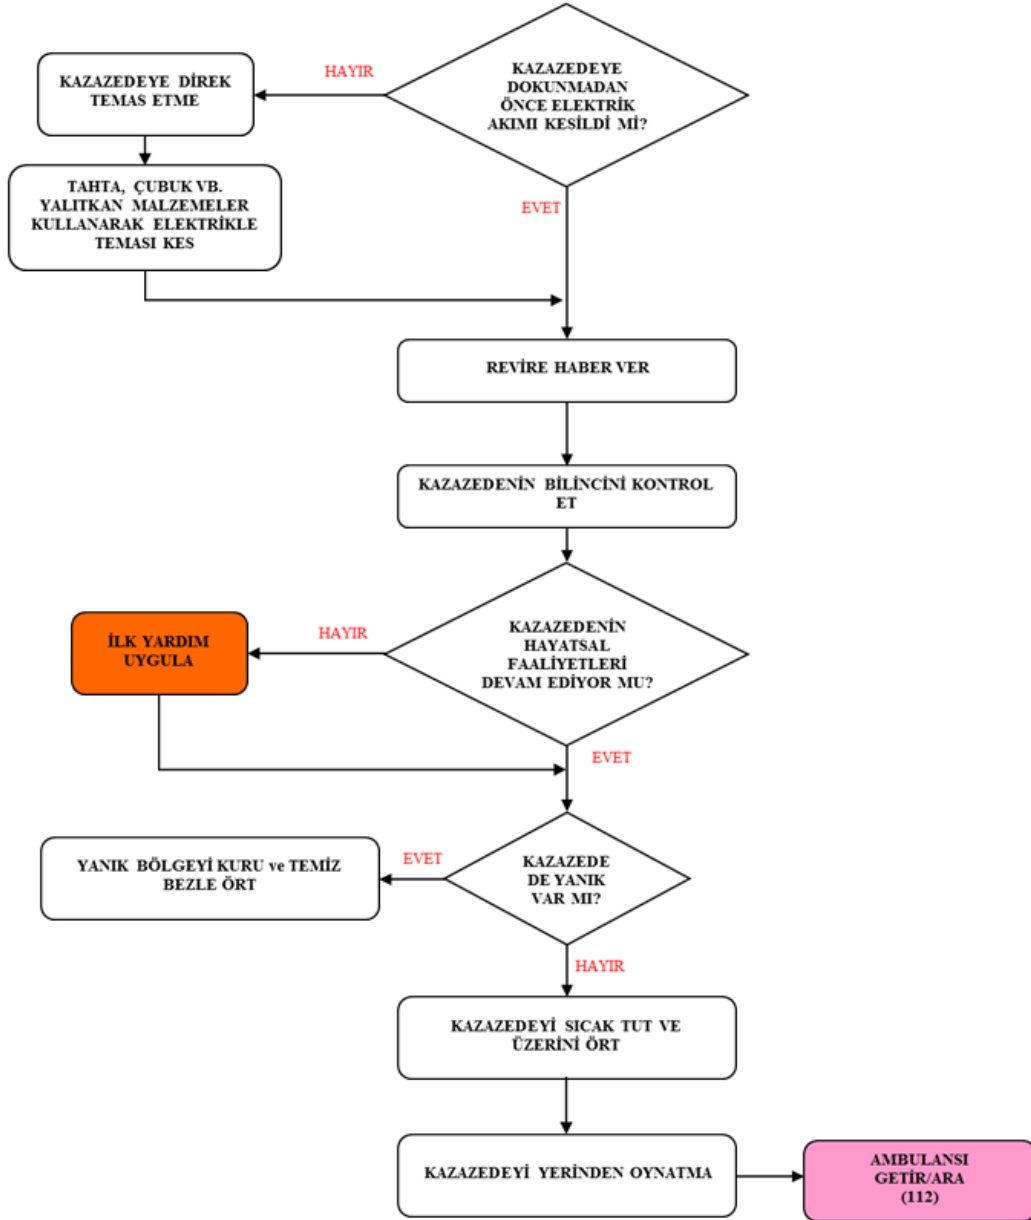 KAZAZEDEYE
DOKUNMADAN
ÖNCE ELEKTRİK
AKIMI KESİLDİ Mİ?
HAYIR
KAZAZEDEYE DİREK
TEMAS ETME
TAHTA, ÇUBUK VB.
YALITKAN MALZEMELER
KULLANARAK ELEKTRİKLE
TEMASI KES
EVET
REVİRE HABER VER
KAZAZEDENİN BİLİNCİNİ KONTROL
ET
KAZAZEDENİN
HAYATSAL
FAALİYETLERİ
DEVAM EDİYOR MU?
HAYIR
İLK YARDIM
UYGULA
EVET
KAZAZEDE
DE YANIK
VAR MI?
EVET
YANIK BÖLGEYİ KURU ve TEMİZ
BEZLE ÖRT
HAYIR
KAZAZEDEYİ SICAK TUT VE
ÜZERİNİ ÖRT
KAZAZEDEYİ YERİNDEN OYNATMA
AMBULANSI
GETİR/ARA
(112)